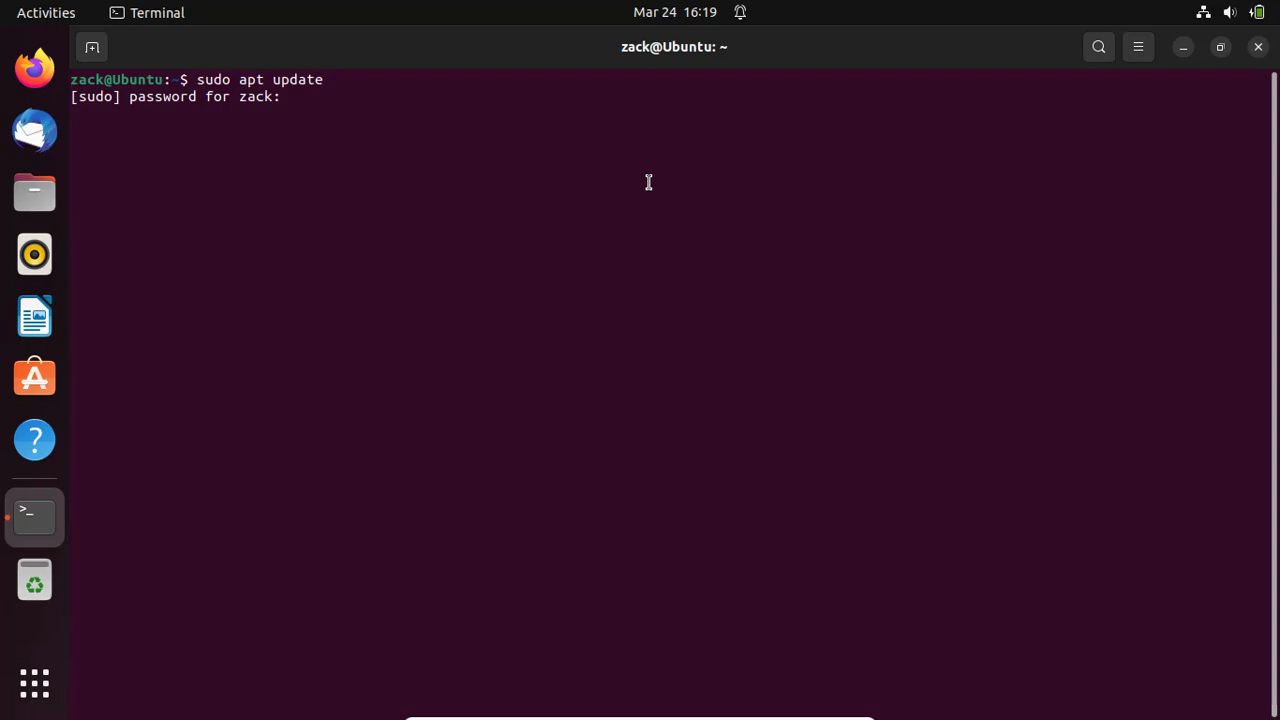 Activities
Terminal
Mar 24 16:19
zack@Ubuntu: ~
zack@Ubuntu:~$ sudo apt update
[sudo] password for zack: